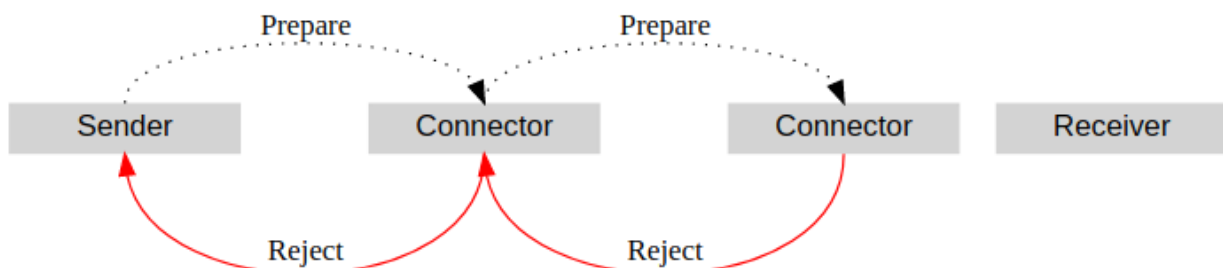 Prepare
Prepare
Sender
Connector
Connector
Receiver
Reject
Reject